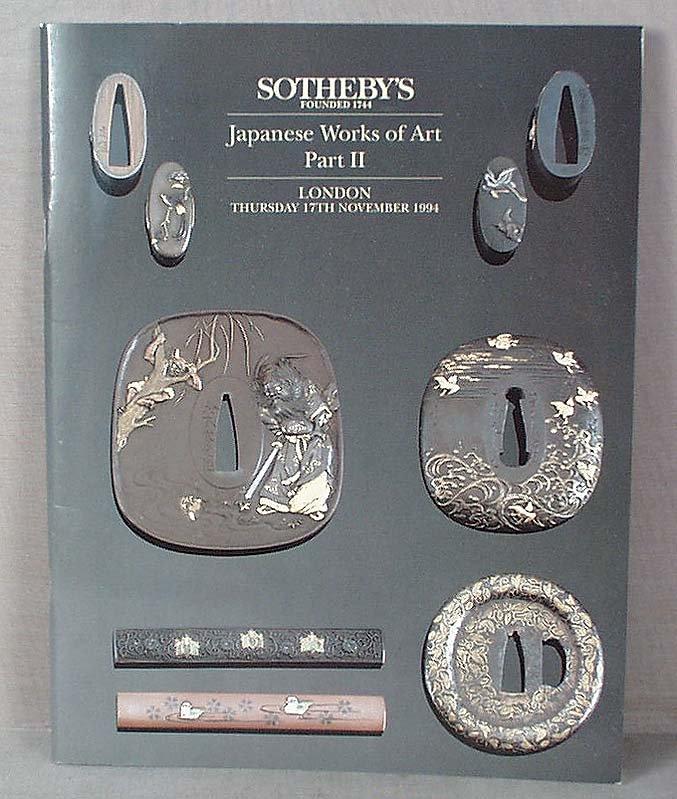 SOTHEBY'S
FOUNDED 1744
Japanese Works of Art
Part II
LONDON
THURSDAY 17TH NOVEMBER 1994